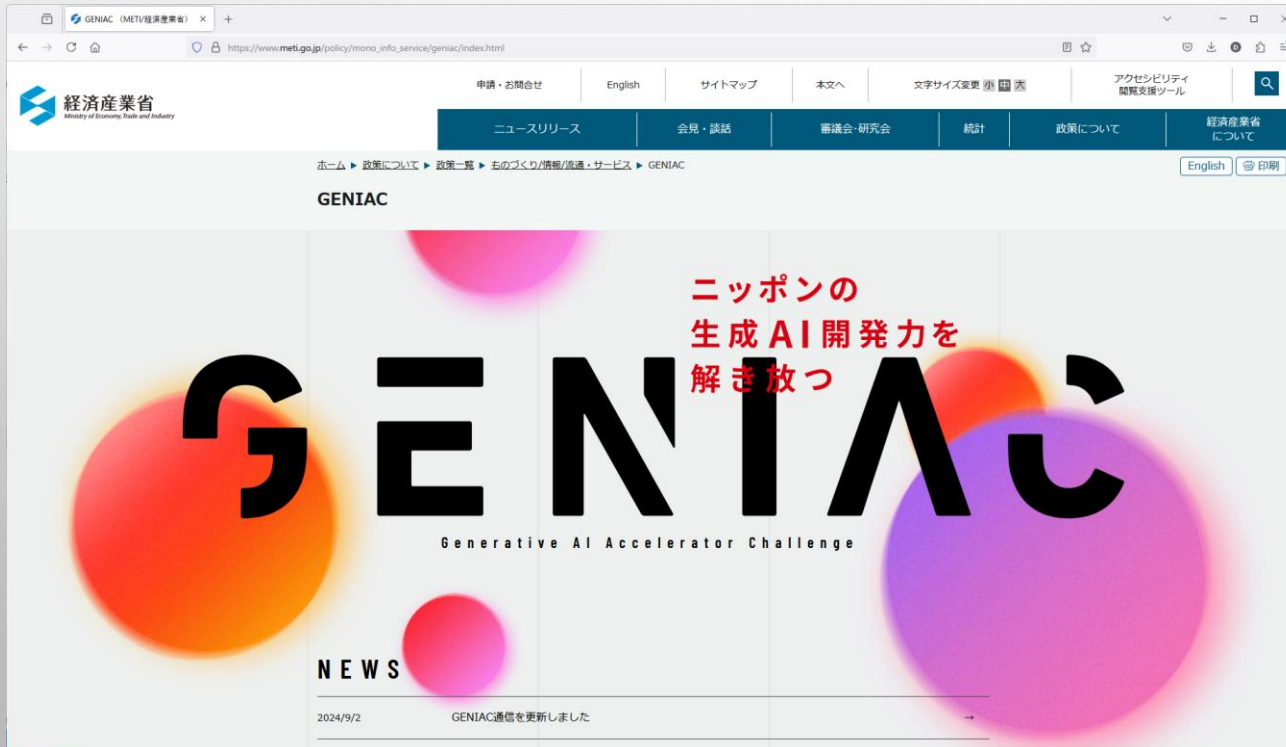 GENIAC (METI/経済産業省)
https://www.meti.go.jp/policy/mono_info_service/geniac/index.html
経済産業省
Ministry of Economy, Trade and Industry
申請・お問合せ
English
サイトマップ
本文へ
文字サイズ変更 小 中 大
アクセシビリティ
閲覧支援ツール
ニュースリリース
会見・談話
審議会・研究会
統計
政策について
経済産業省
について
ホーム ▶ 政策について ▶ 政策一覧 ▶ ものづくり/情報/流通・サービス ▶ GENIAC
English
印刷
GENIAC
ニッポンの
生成AI開発力を
解き放つ
GENIAC
Generative AI Accelerator Challenge
NEWS
2024/9/2 GENIAC通信を更新しました →